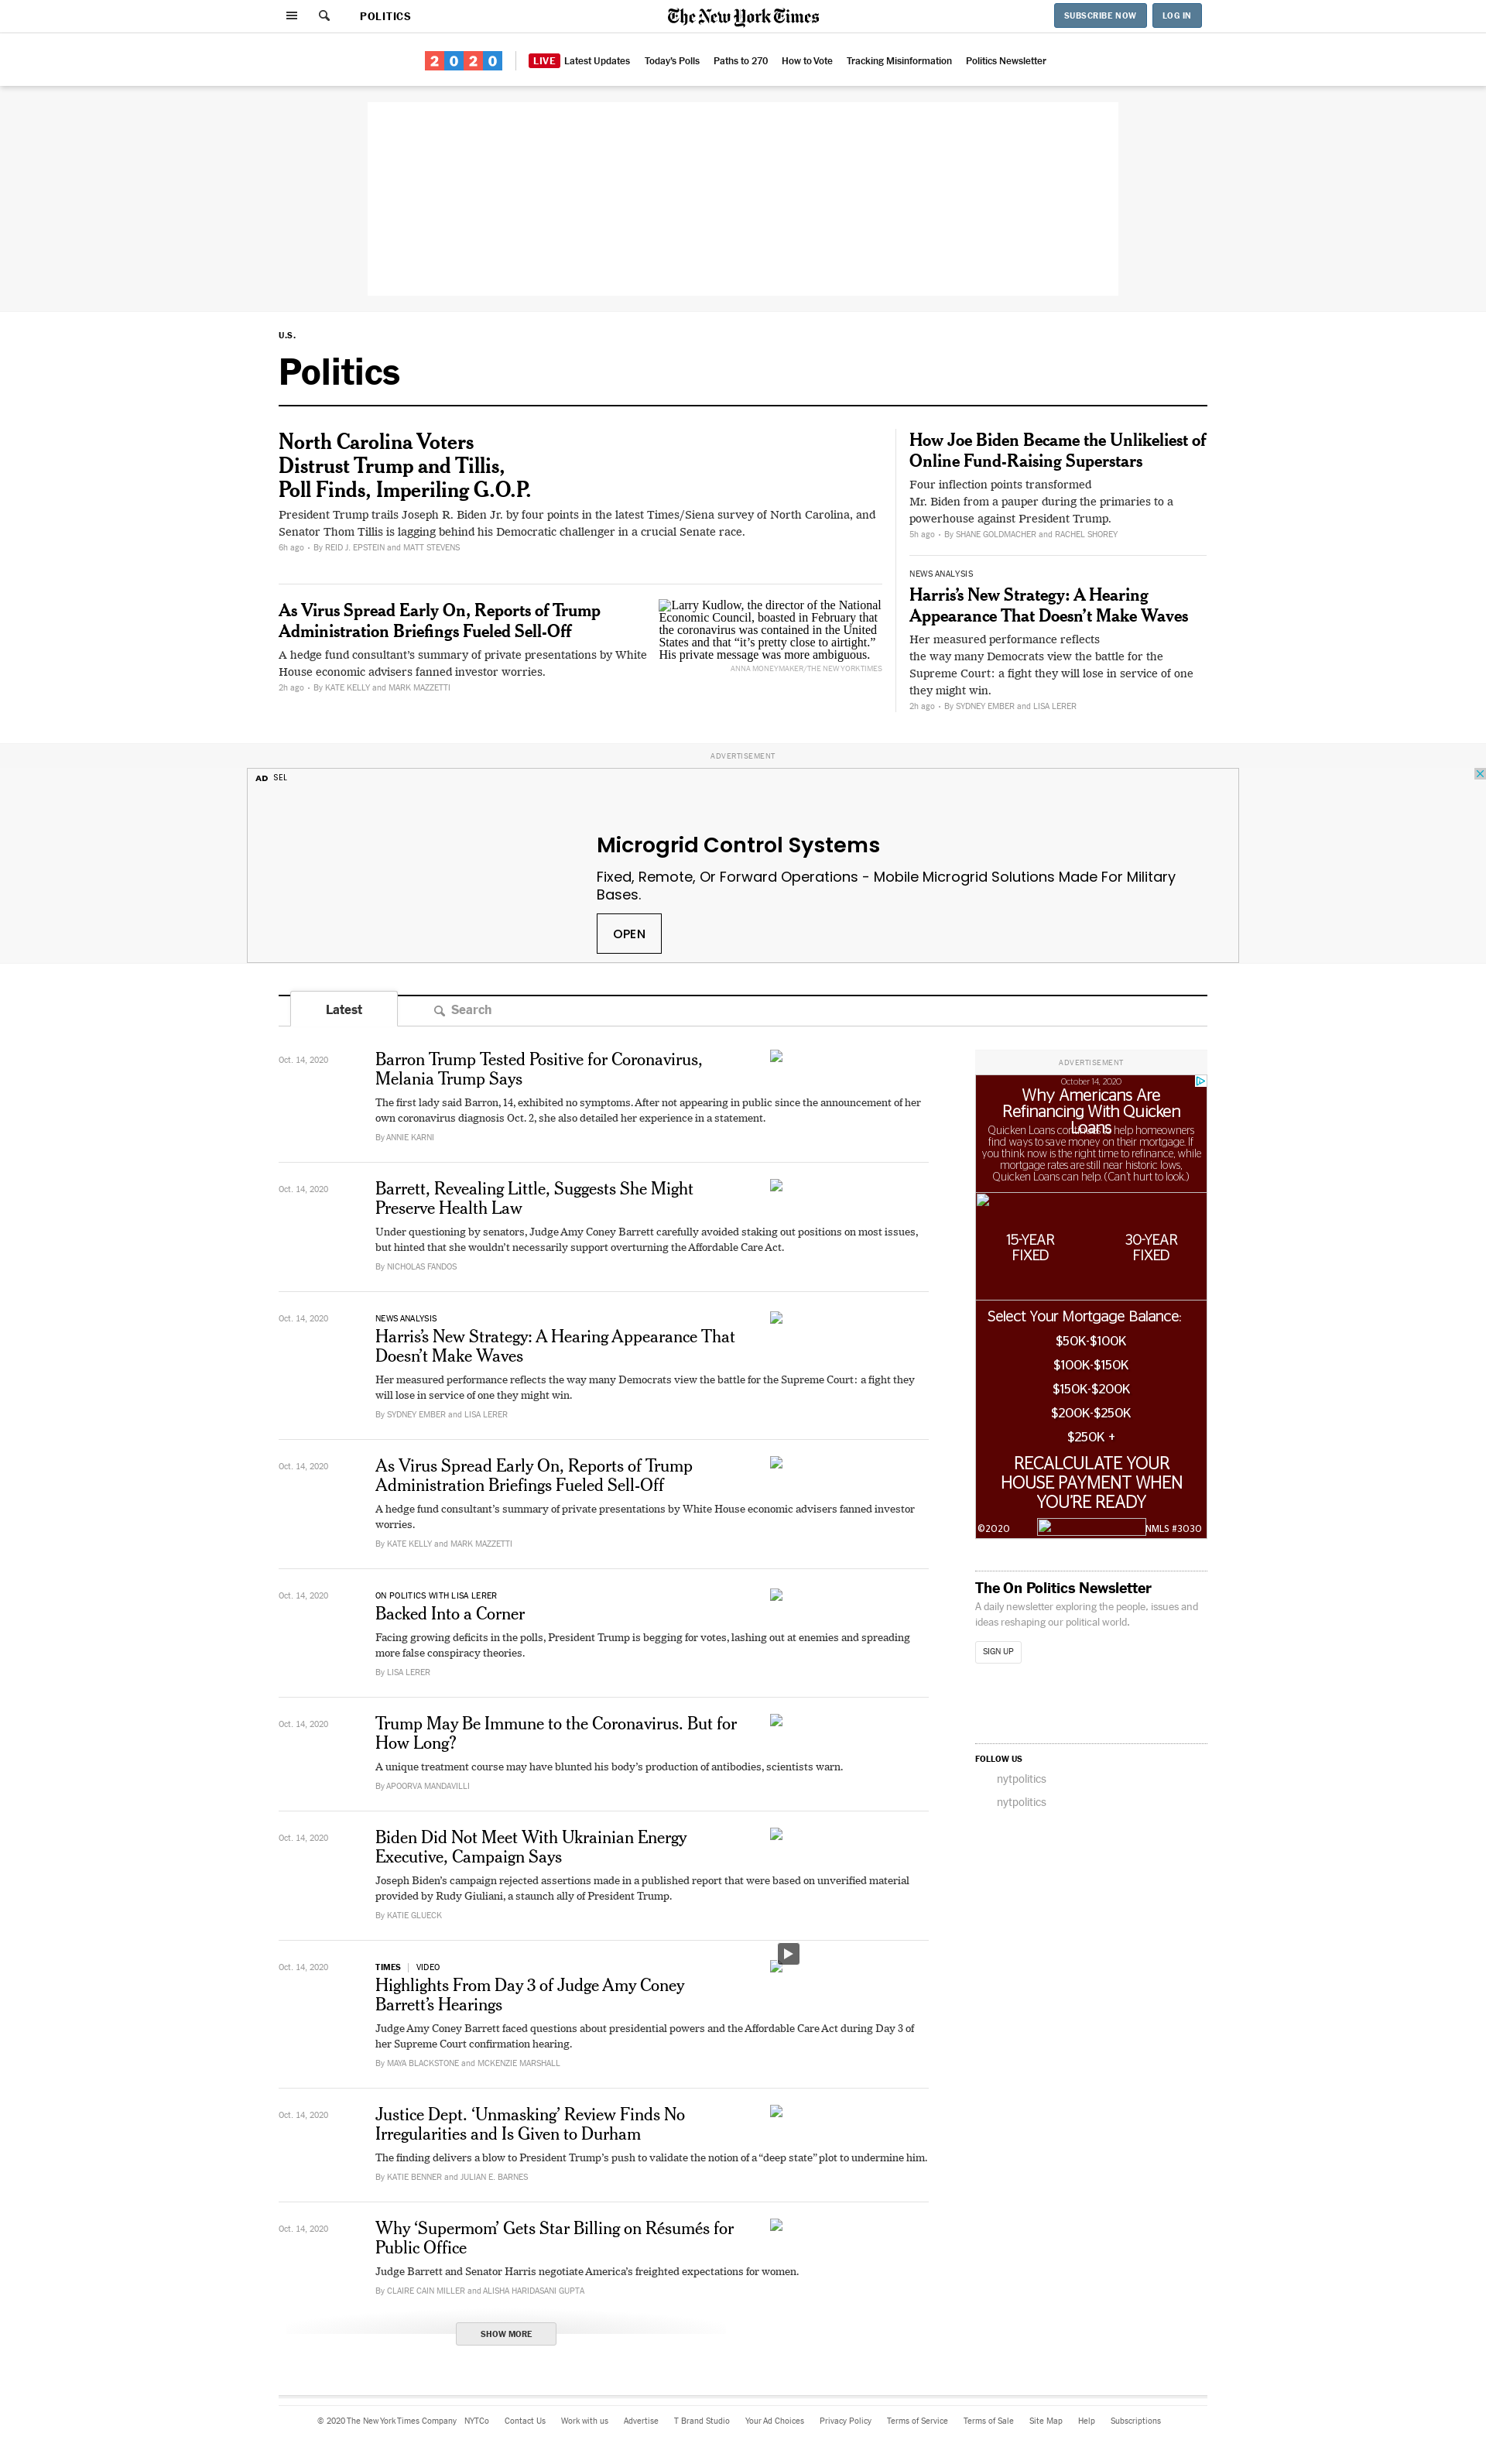 POLITICS
The New York Times
SUBSCRIBE NOW
LOG IN
2020
LIVE Latest Updates
Today's Polls
Paths to 270
How to Vote
Tracking Misinformation
Politics Newsletter
U.S.
Politics
North Carolina Voters
Distrust Trump and Tillis,
Poll Finds, Imperiling G.O.P.
President Trump trails Joseph R. Biden Jr. by four points in the latest Times/Siena survey of North Carolina, and
Senator Thom Tillis is lagging behind his Democratic challenger in a crucial Senate race.
6h ago • By REID J. EPSTEIN and MATT STEVENS
As Virus Spread Early On, Reports of Trump
Administration Briefings Fueled Sell-Off
A hedge fund consultant's summary of private presentations by White
House economic advisers fanned investor worries.
2h ago • By KATE KELLY and MARK MAZZETTI
Larry Kudlow, the director of the National
Economic Council, boasted in February that
the coronavirus was contained in the United
States and that “it’s pretty close to airtight.”
His private message was more ambiguous.
ANNA MONEYMAKER/THE NEW YORK TIMES
How Joe Biden Became the Unlikeliest of
Online Fund-Raising Superstars
Four inflection points transformed
Mr. Biden from a pauper during the primaries to a
powerhouse against President Trump.
5h ago • By SHANE GOLDMACHER and RACHEL SHOREY
NEWS ANALYSIS
Harris’s New Strategy: A Hearing
Appearance That Doesn’t Make Waves
Her measured performance reflects
the way many Democrats view the battle for the
Supreme Court: a fight they will lose in service of one
they might win.
2h ago • By SYDNEY EMBER and LISA LERER
ADVERTISEMENT
AD SEL
Microgrid Control Systems
Fixed, Remote, Or Forward Operations - Mobile Microgrid Solutions Made For Military
Bases.
OPEN
Latest
Search
Oct. 14, 2020
Barron Trump Tested Positive for Coronavirus,
Melania Trump Says
The first lady said Barron, 14, exhibited no symptoms. After not appearing in public since the announcement of her
own coronavirus diagnosis Oct. 2, she also detailed her experience in a statement.
By ANNIE KARNI
Oct. 14, 2020
Barrett, Revealing Little, Suggests She Might
Preserve Health Law
Under questioning by senators, Judge Amy Coney Barrett carefully avoided staking out positions on most issues,
but hinted that she wouldn’t necessarily support overturning the Affordable Care Act.
By NICHOLAS FANDOS
Oct. 14, 2020
NEWS ANALYSIS
Harris’s New Strategy: A Hearing Appearance That
Doesn’t Make Waves
Her measured performance reflects the way many Democrats view the battle for the Supreme Court: a fight they
will lose in service of one they might win.
By SYDNEY EMBER and LISA LERER
Oct. 14, 2020
As Virus Spread Early On, Reports of Trump
Administration Briefings Fueled Sell-Off
A hedge fund consultant’s summary of private presentations by White House economic advisers fanned investor
worries.
By KATE KELLY and MARK MAZZETTI
Oct. 14, 2020
ON POLITICS WITH LISA LERER
Backed Into a Corner
Facing growing deficits in the polls, President Trump is begging for votes, lashing out at enemies and spreading
more false conspiracy theories.
By LISA LERER
Oct. 14, 2020
Trump May Be Immune to the Coronavirus. But for
How Long?
A unique treatment course may have blunted his body’s production of antibodies, scientists warn.
By APOORVA MANDAVILLI
Oct. 14, 2020
Biden Did Not Meet With Ukrainian Energy
Executive, Campaign Says
Joseph Biden’s campaign rejected assertions made in a published report that were based on unverified material
provided by Rudy Giuliani, a staunch ally of President Trump.
By KATIE GLUECK
Oct. 14, 2020
TIMES | VIDEO
Highlights From Day 3 of Judge Amy Coney
Barrett’s Hearings
Judge Amy Coney Barrett faced questions about presidential powers and the Affordable Care Act during Day 3 of
her Supreme Court confirmation hearing.
By MAYA BLACKSTONE and MCKENZIE MARSHALL
Oct. 14, 2020
Justice Dept. ‘Unmasking’ Review Finds No
Irregularities and Is Given to Durham
The finding delivers a blow to President Trump’s push to validate the notion of a “deep state” plot to undermine him.
By KATIE BENNER and JULIAN E. BARNES
Oct. 14, 2020
Why ‘Supermom’ Gets Star Billing on Résumés for
Public Office
Judge Barrett and Senator Harris negotiate America’s freighted expectations for women.
By CLAIRE CAIN MILLER and ALISHA HARIDASANI GUPTA
SHOW MORE
ADVERTISEMENT
October 14, 2020
Why Americans Are
Refinancing With Quicken
Loans
Quicken Loans continues to help homeowners
find ways to save money on their mortgage. If
you think now is the right time to refinance, while
mortgage rates are still near historic lows,
Quicken Loans can help. (Can't hurt to look.)
15-YEAR
FIXED
30-YEAR
FIXED
Select Your Mortgage Balance:
$50K-$100K
$100K-$150K
$150K-$200K
$200K-$250K
$250K +
RECALCULATE YOUR
HOUSE PAYMENT WHEN
YOU'RE READY
©2020
NMLS #3030
The On Politics Newsletter
A daily newsletter exploring the people, issues and
ideas reshaping our political world.
SIGN UP
FOLLOW US
nytpolitics
nytpolitics
© 2020 The New York Times Company
NYTCo
Contact Us
Work with us
Advertise
T Brand Studio
Your Ad Choices
Privacy Policy
Terms of Service
Terms of Sale
Site Map
Help
Subscriptions